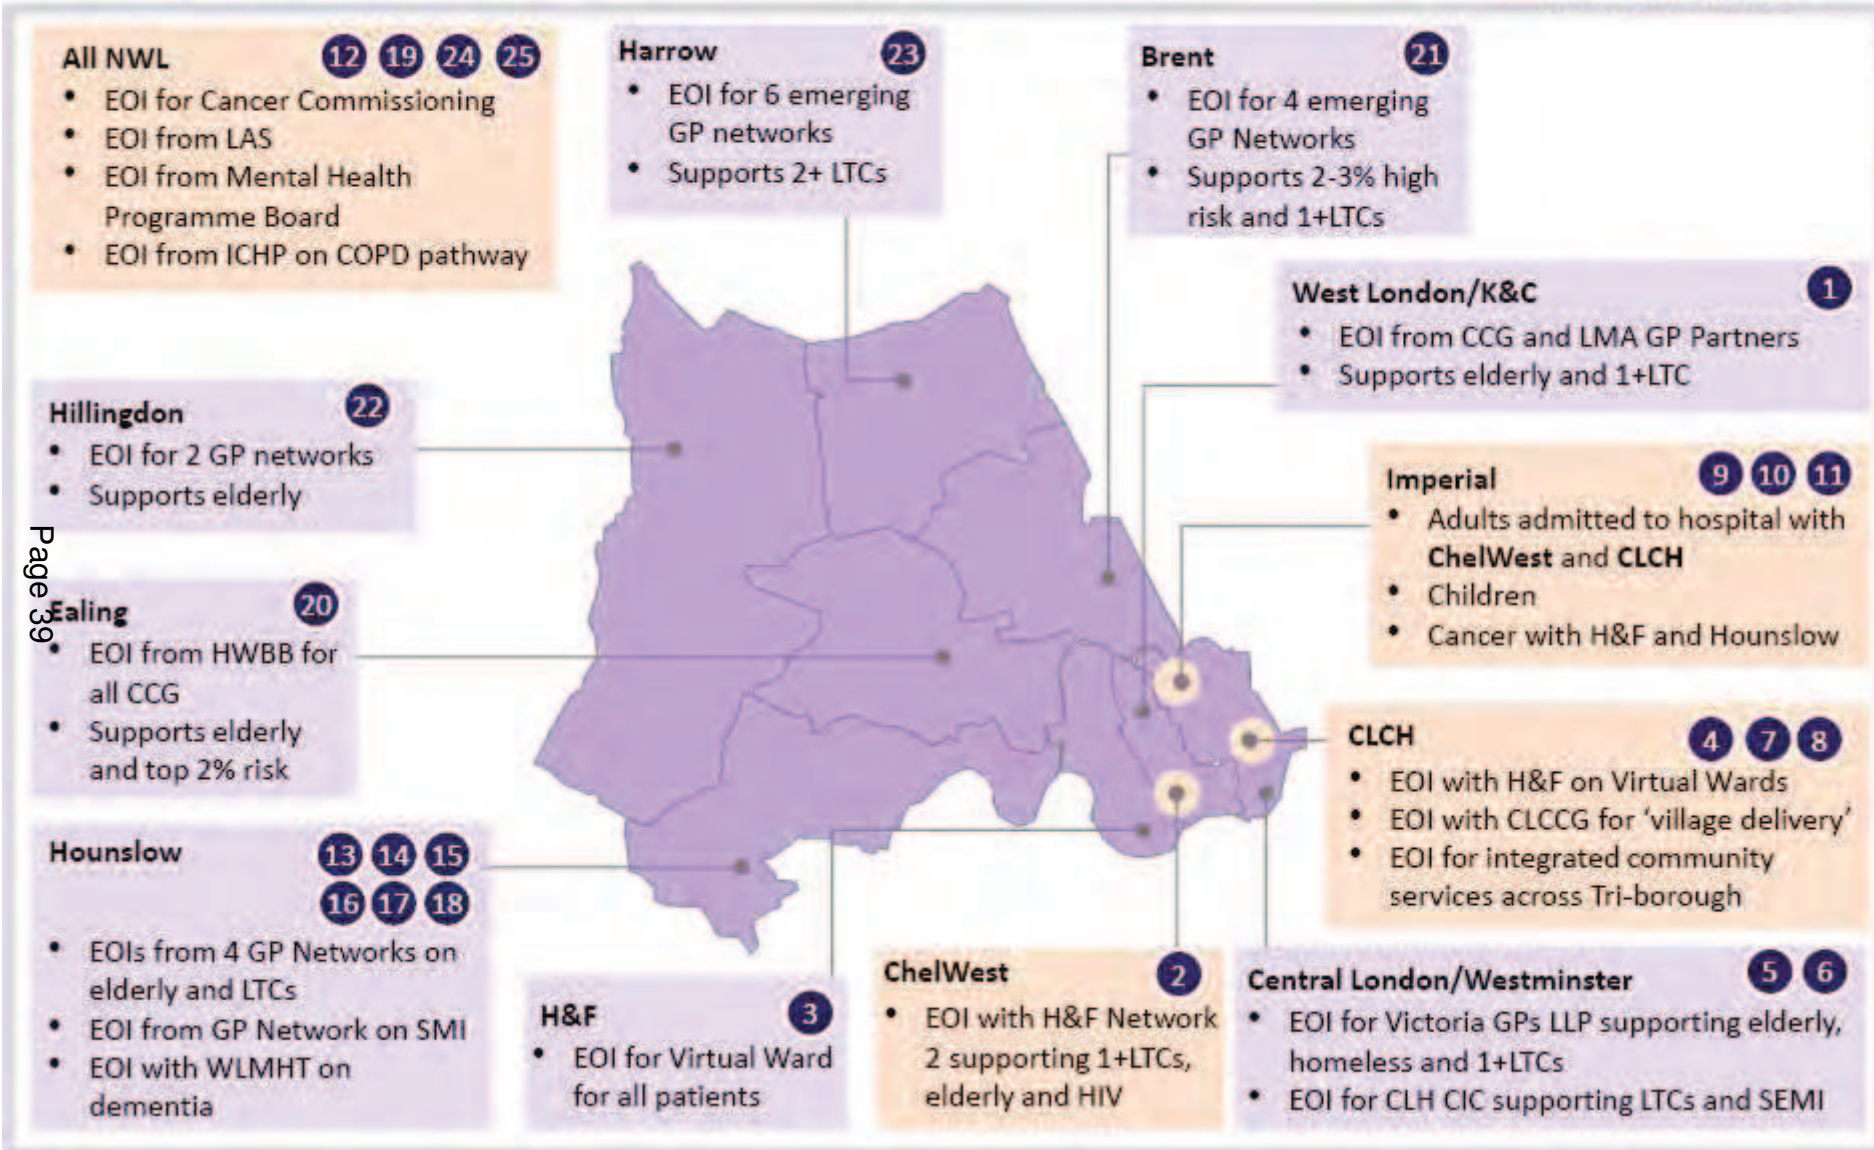 All NWL 12 19 24 25
• EOI for Cancer Commissioning
• EOI from LAS
• EOI from Mental Health
Programme Board
• EOI from ICHP on COPD pathway
Harrow 23
• EOI for 6 emerging
GP networks
• Supports 2+ LTCs
Brent 21
• EOI for 4 emerging
GP Networks
• Supports 2-3% high
risk and 1+LTCs
West London/K&C 1
• EOI from CCG and LMA GP Partners
• Supports elderly and 1+LTC
Hillingdon 22
• EOI for 2 GP networks
• Supports elderly
Imperial 9 10 11
• Adults admitted to hospital with
ChelWest and CLCH
• Children
• Cancer with H&F and Hounslow
Page 39
Ealing 20
• EOI from HWBB for
all CCG
• Supports elderly
and top 2% risk
CLCH 4 7 8
• EOI with H&F on Virtual Wards
• EOI with CLCCG for ‘village delivery’
• EOI for integrated community
services across Tri-borough
Hounslow 13 14 15
16 17 18
• EOIs from 4 GP Networks on
elderly and LTCs
• EOI from GP Network on SMI
• EOI with WLMHT on
dementia
H&F 3
• EOI for Virtual Ward
for all patients
ChelWest 2
• EOI with H&F Network
2 supporting 1+LTCs,
elderly and HIV
Central London/Westminster 5 6
• EOI for Victoria GPs LLP supporting elderly,
homeless and 1+LTCs
• EOI for CLH CIC supporting LTCs and SEMI